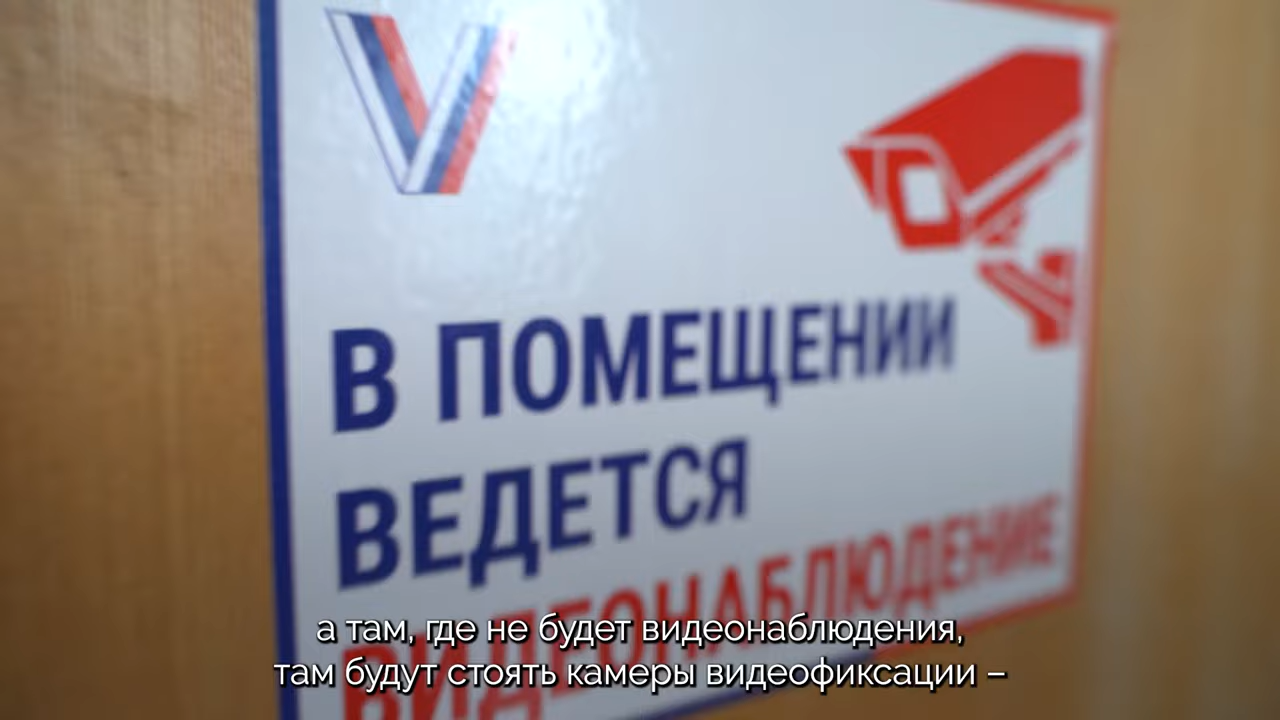 V
В ПОМЕЩЕНИИ
ВЕДЕТСЯ
ВИДЕОНАБЛЮДЕНИЕ
а там, где не будет видеонаблюдения,
там будут стоять камеры видеофиксации –